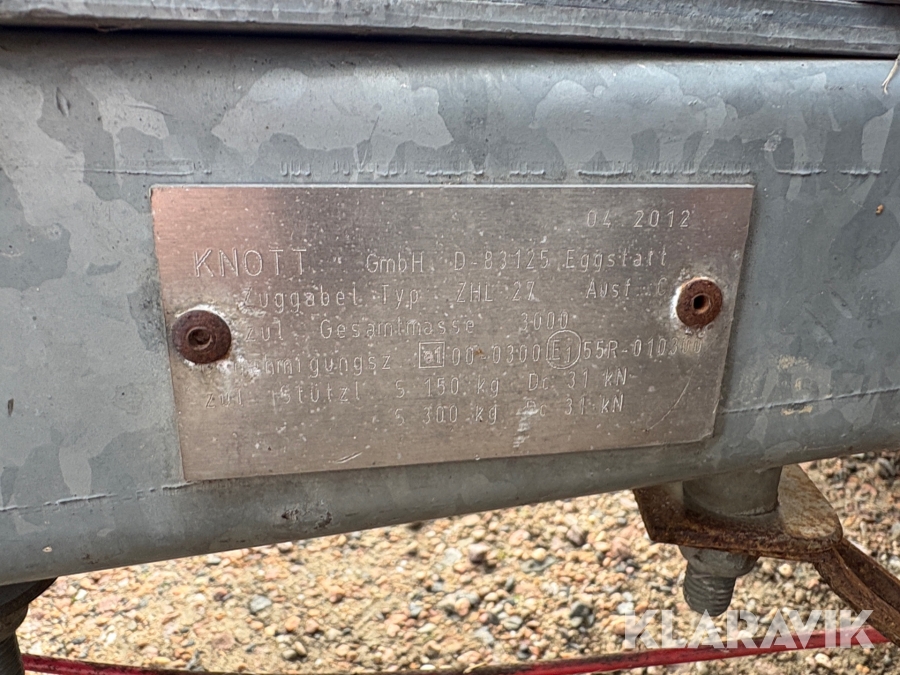 04 2012
KNOTT GmbH D-83125 Eggstätt
Zuggabel Typ ZHL 27 Ausf C
zul. Gesamtmasse 3000
e1 00-0300 E1 55R-010300
zul. Stützl S 150 kg Dc 31 kN
S 300 kg Dc 31 kN
KLARAVIK